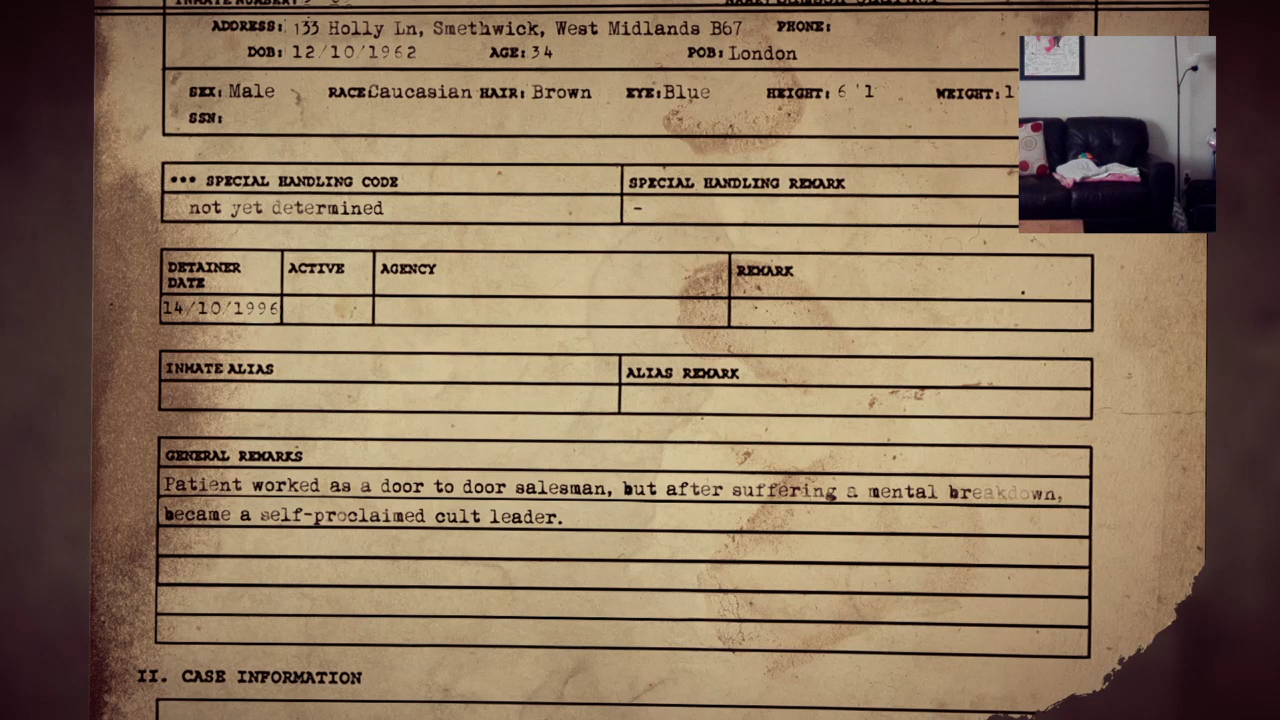 ADDRESS: 133 Holly Ln, Smethwick, West Midlands B67 PHONE:
DOB: 12/10/1962 AGE: 34 POB: London
SEX: Male RACE: Caucasian HAIR: Brown EYE: Blue HEIGHT: 6'1 WEIGHT: 1
SSN:
*** SPECIAL HANDLING CODE SPECIAL HANDLING REMARK
not yet determined -
DETAINER DATE ACTIVE AGENCY REMARK
14/10/1996
INMATE ALIAS ALIAS REMARK
GENERAL REMARKS
Patient worked as a door to door salesman, but after suffering a mental breakdown,
became a self-proclaimed cult leader.
II. CASE INFORMATION